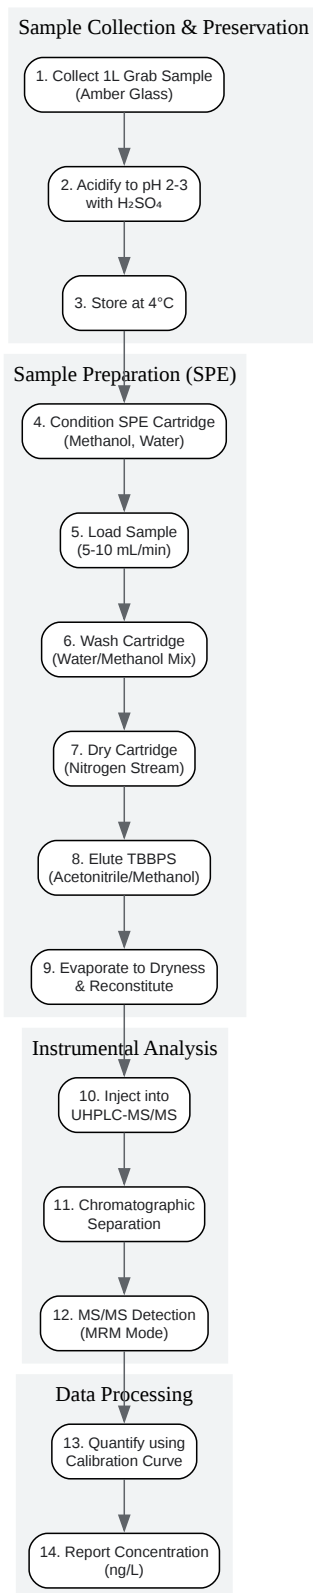 Sample Collection & Preservation
1. Collect 1L Grab Sample
(Amber Glass)
2. Acidify to pH 2-3
with H₂SO₄
3. Store at 4°C
Sample Preparation (SPE)
4. Condition SPE Cartridge
(Methanol, Water)
5. Load Sample
(5-10 mL/min)
6. Wash Cartridge
(Water/Methanol Mix)
7. Dry Cartridge
(Nitrogen Stream)
8. Elute TBBPS
(Acetonitrile/Methanol)
9. Evaporate to Dryness
& Reconstitute
Instrumental Analysis
10. Inject into
UHPLC-MS/MS
11. Chromatographic
Separation
12. MS/MS Detection
(MRM Mode)
Data Processing
13. Quantify using
Calibration Curve
14. Report Concentration
(ng/L)